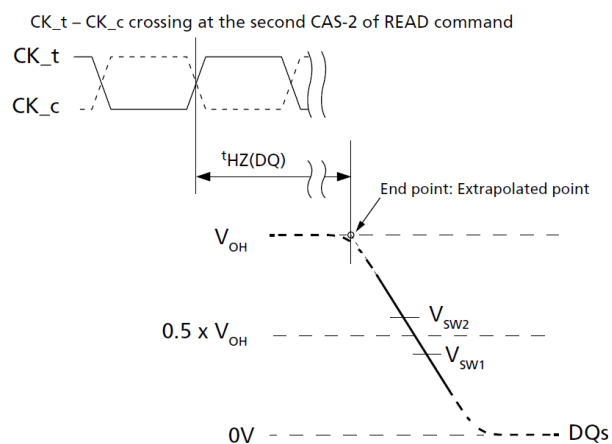 CK_t – CK_c crossing at the second CAS-2 of READ command
CK_t
CK_c
tHZ(DQ)
End point: Extrapolated point
VOH
VSW2
0.5 x VOH
VSW1
0V
DQs